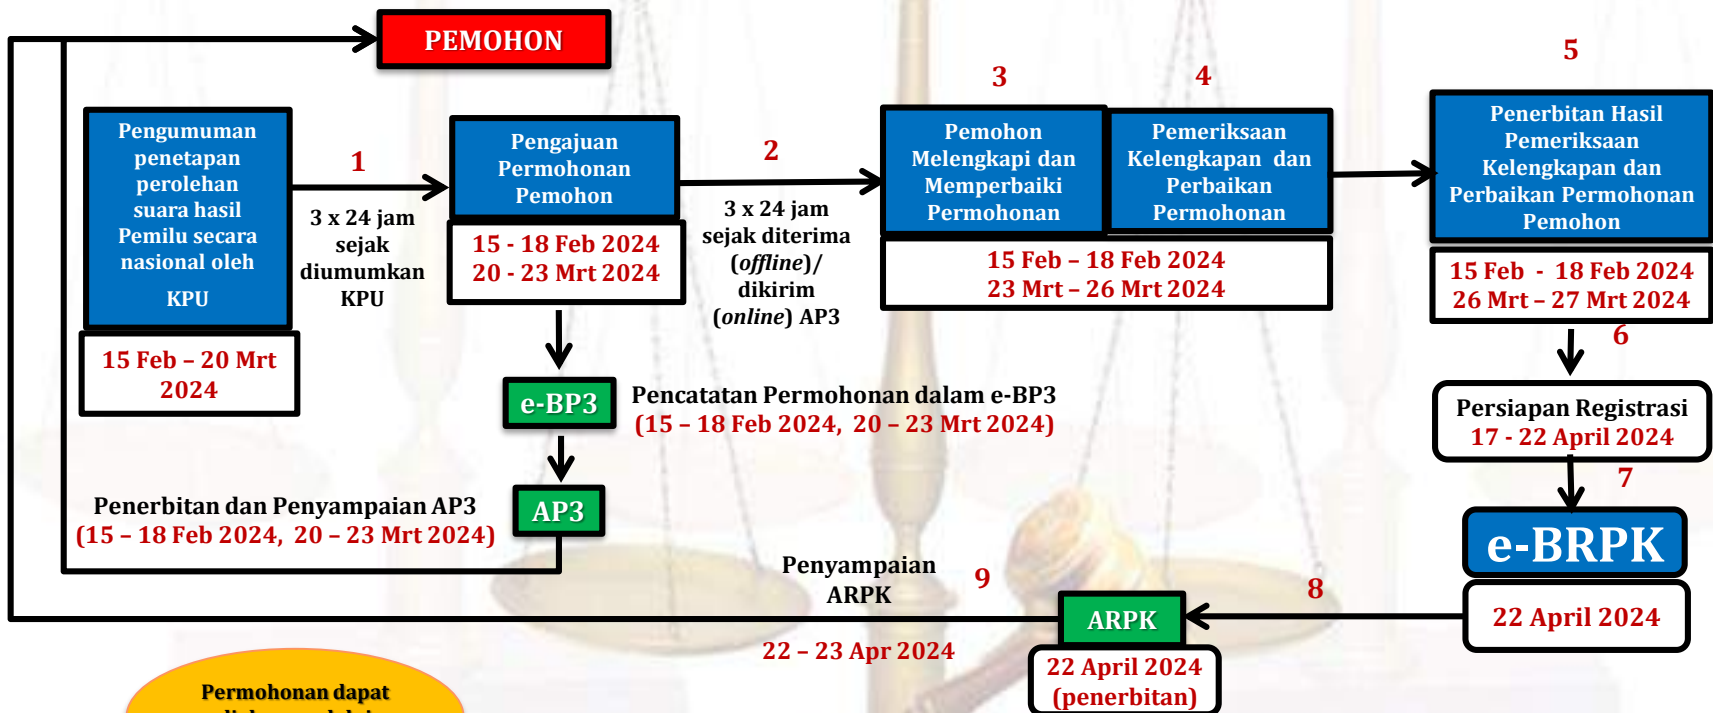 PEMOHON
Pengumuman
penetapan
perolehan
suara hasil
Pemilu secara
nasional oleh
KPU
15 Feb – 20 Mrt
2024
1
3 x 24 jam
sejak
diumumkan
KPU
Pengajuan
Permohonan
Pemohon
15 - 18 Feb 2024
20 - 23 Mrt 2024
2
3 x 24 jam
sejak diterima
(offline)/
dikirim
(online) AP3
3
Pemohon
Melengkapi dan
Memperbaiki
Permohonan
4
Pemeriksaan
Kelengkapan dan
Perbaikan
Permohonan
15 Feb – 18 Feb 2024
23 Mrt – 26 Mrt 2024
5
Penerbitan Hasil
Pemeriksaan
Kelengkapan dan
Perbaikan Permohonan
Pemohon
15 Feb - 18 Feb 2024
26 Mrt – 27 Mrt 2024
6
e-BP3
Pencatatan Permohonan dalam e-BP3
(15 – 18 Feb 2024, 20 – 23 Mrt 2024)
Persiapan Registrasi
17 - 22 April 2024
7
Penerbitan dan Penyampaian AP3
(15 – 18 Feb 2024, 20 – 23 Mrt 2024)
AP3
e-BRPK
22 April 2024
8
ARPK
22 April 2024
(penerbitan)
9
Penyampaian
ARPK
22 – 23 Apr 2024
Permohonan dapat